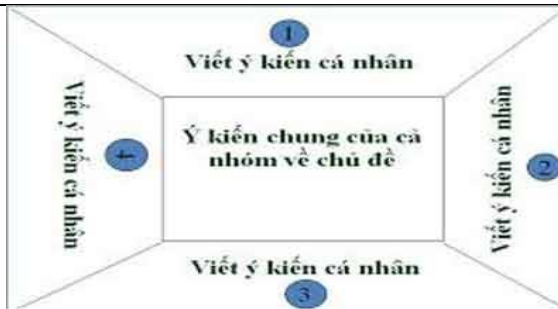 1
Viết ý kiến cá nhân
Viết ý kiến cá nhân
4
Ý kiến chung của cả
nhóm về chủ đề
Viết ý kiến cá nhân
2
Viết ý kiến cá nhân
3